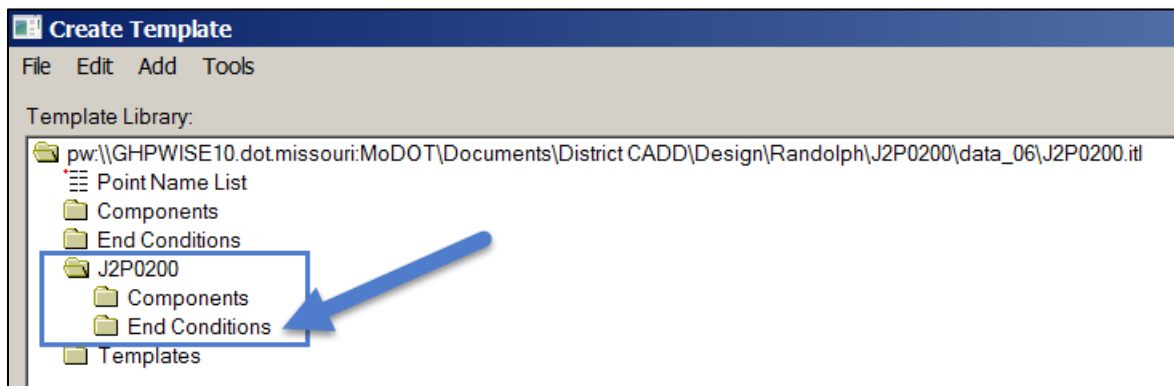 Create Template
File Edit Add Tools
Template Library:
pw:\\GHPWISE10.dot.missouri:MoDOT\Documents\District CADD\Design\Randolph\J2P0200\data_06\J2P0200.itl
Point Name List
Components
End Conditions
J2P0200
Components
End Conditions
Templates